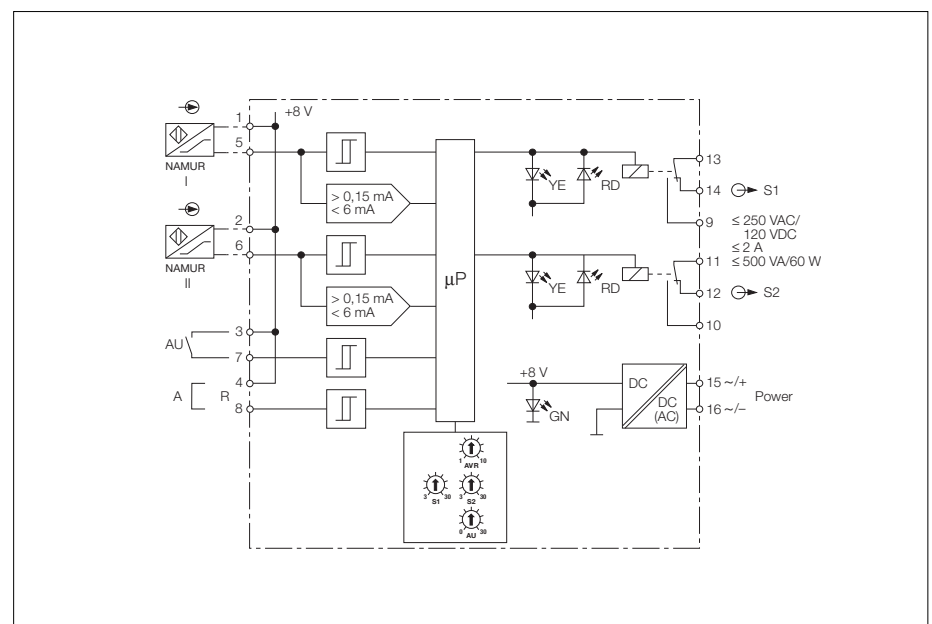 +8 V
1
5
NAMUR
I
> 0,15 mA
< 6 mA
2
6
NAMUR
II
> 0,15 mA
< 6 mA
AU
3
7
A
R
4
8
µP
YE
RD
13
14
S1
9
≤ 250 VAC/
120 VDC
≤ 2 A
≤ 500 VA/60 W
YE
RD
11
12
S2
10
+8 V
GN
DC
DC
(AC)
15 ~/+
16 ~/–
Power
1
10
AVR
3
30
S1
3
30
S2
0
30
AU